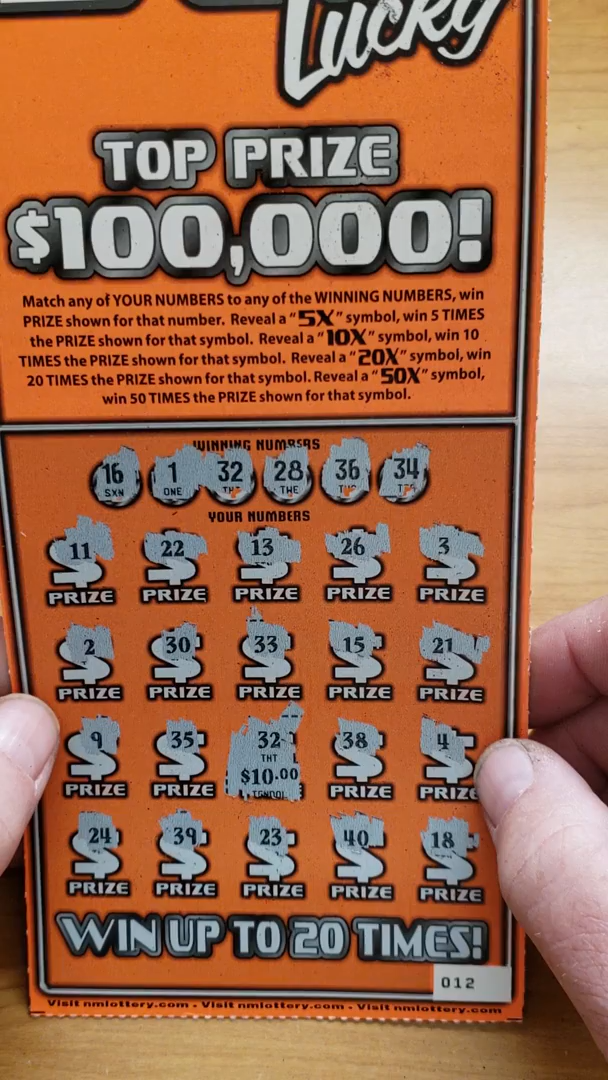 Lucky
TOP PRIZE
$100,000!
Match any of YOUR NUMBERS to any of the WINNING NUMBERS, win
PRIZE shown for that number. Reveal a "5X" symbol, win 5 TIMES
the PRIZE shown for that symbol. Reveal a "10X" symbol, win 10
TIMES the PRIZE shown for that symbol. Reveal a "20X" symbol, win
20 TIMES the PRIZE shown for that symbol. Reveal a "50X" symbol,
win 50 TIMES the PRIZE shown for that symbol.
WINNING NUMBERS
16 1 32 28 36 34
SXN ONE THE
YOUR NUMBERS
11 22 13 26 3
PRIZE PRIZE PRIZE PRIZE PRIZE
2 30 33 15 21
PRIZE PRIZE PRIZE PRIZE PRIZE
9 35 32 38 4
THT
$10.00
PRIZE PRIZE PRIZE PRIZE
24 39 23 40 18
PRIZE PRIZE PRIZE PRIZE PRIZE
WIN UP TO 20 TIMES!
012
Visit nmlottery.com - Visit nmlottery.com - Visit nmlottery.com